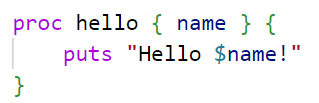 proc hello { name } {
    puts "Hello $name!"
}